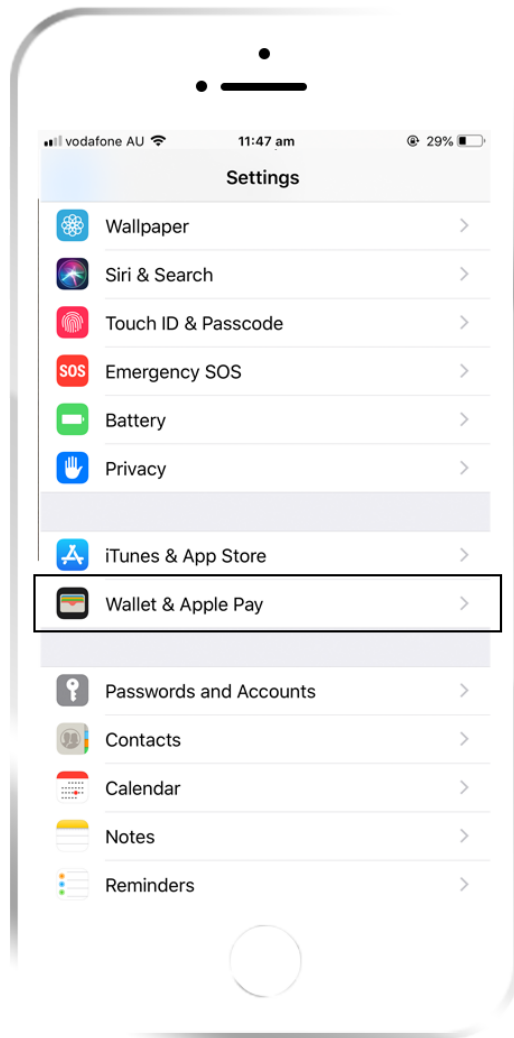 vodafone AU 11:47 am 29%
Settings
Wallpaper
Siri & Search
Touch ID & Passcode
SOS Emergency SOS
Battery
Privacy
iTunes & App Store
Wallet & Apple Pay
Passwords and Accounts
Contacts
Calendar
Notes
Reminders